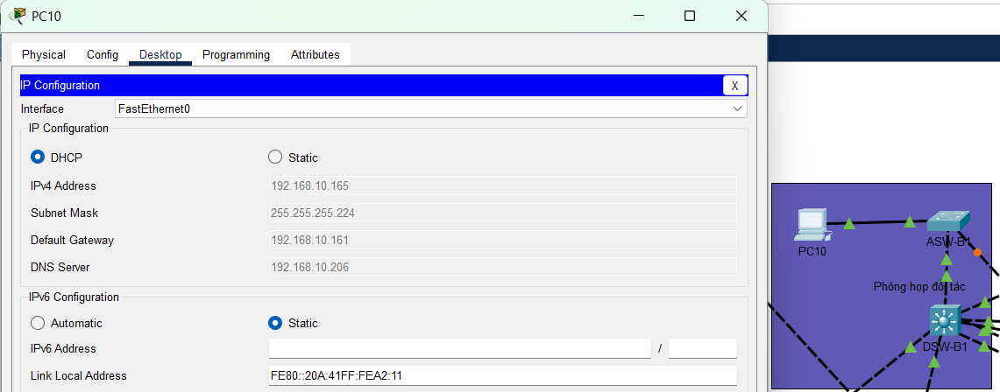 PC10
Physical Config Desktop Programming Attributes
IP Configuration X
Interface FastEthernet0
IP Configuration
DHCP Static
IPv4 Address 192.168.10.165
Subnet Mask 255.255.255.224
Default Gateway 192.168.10.161
DNS Server 192.168.10.206
IPv6 Configuration
Automatic Static
IPv6 Address /
Link Local Address FE80::20A:41FF:FEA2:11
PC10
ASW-B1
Phòng họp đối tác
DSW-B1